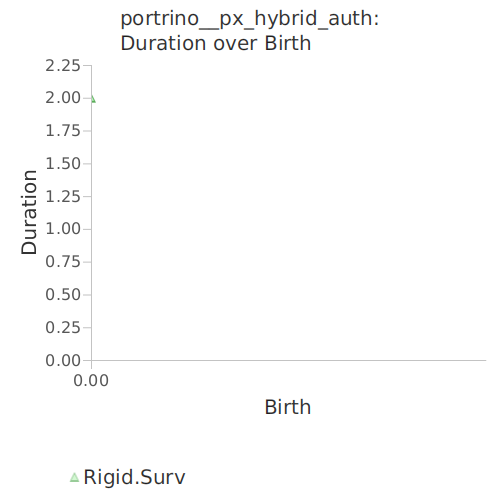 portrino__px_hybrid_auth:
Duration over Birth
2.25
2.00
1.75
1.50
1.25
1.00
0.75
0.50
0.25
0.00
Duration
0.00
Birth
Rigid.Surv